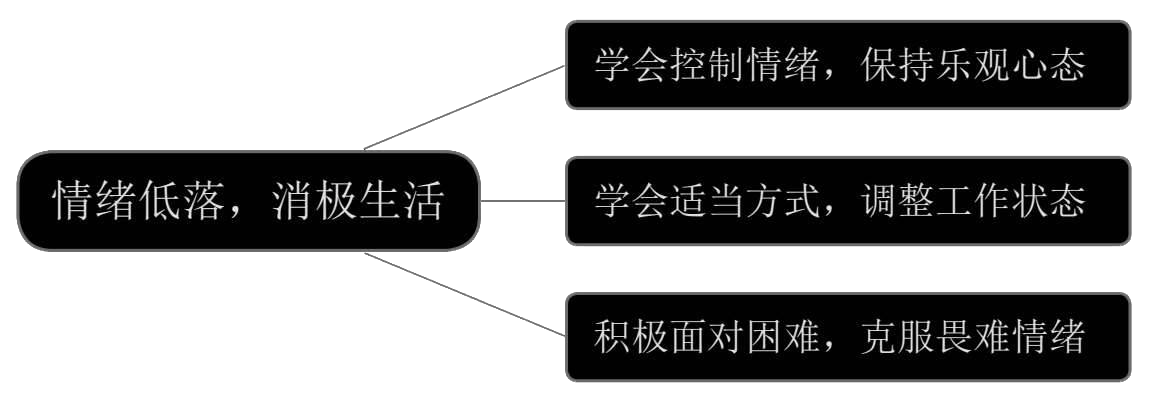 情绪低落，消极生活
学会控制情绪，保持乐观心态
学会适当方式，调整工作状态
积极面对困难，克服畏难情绪